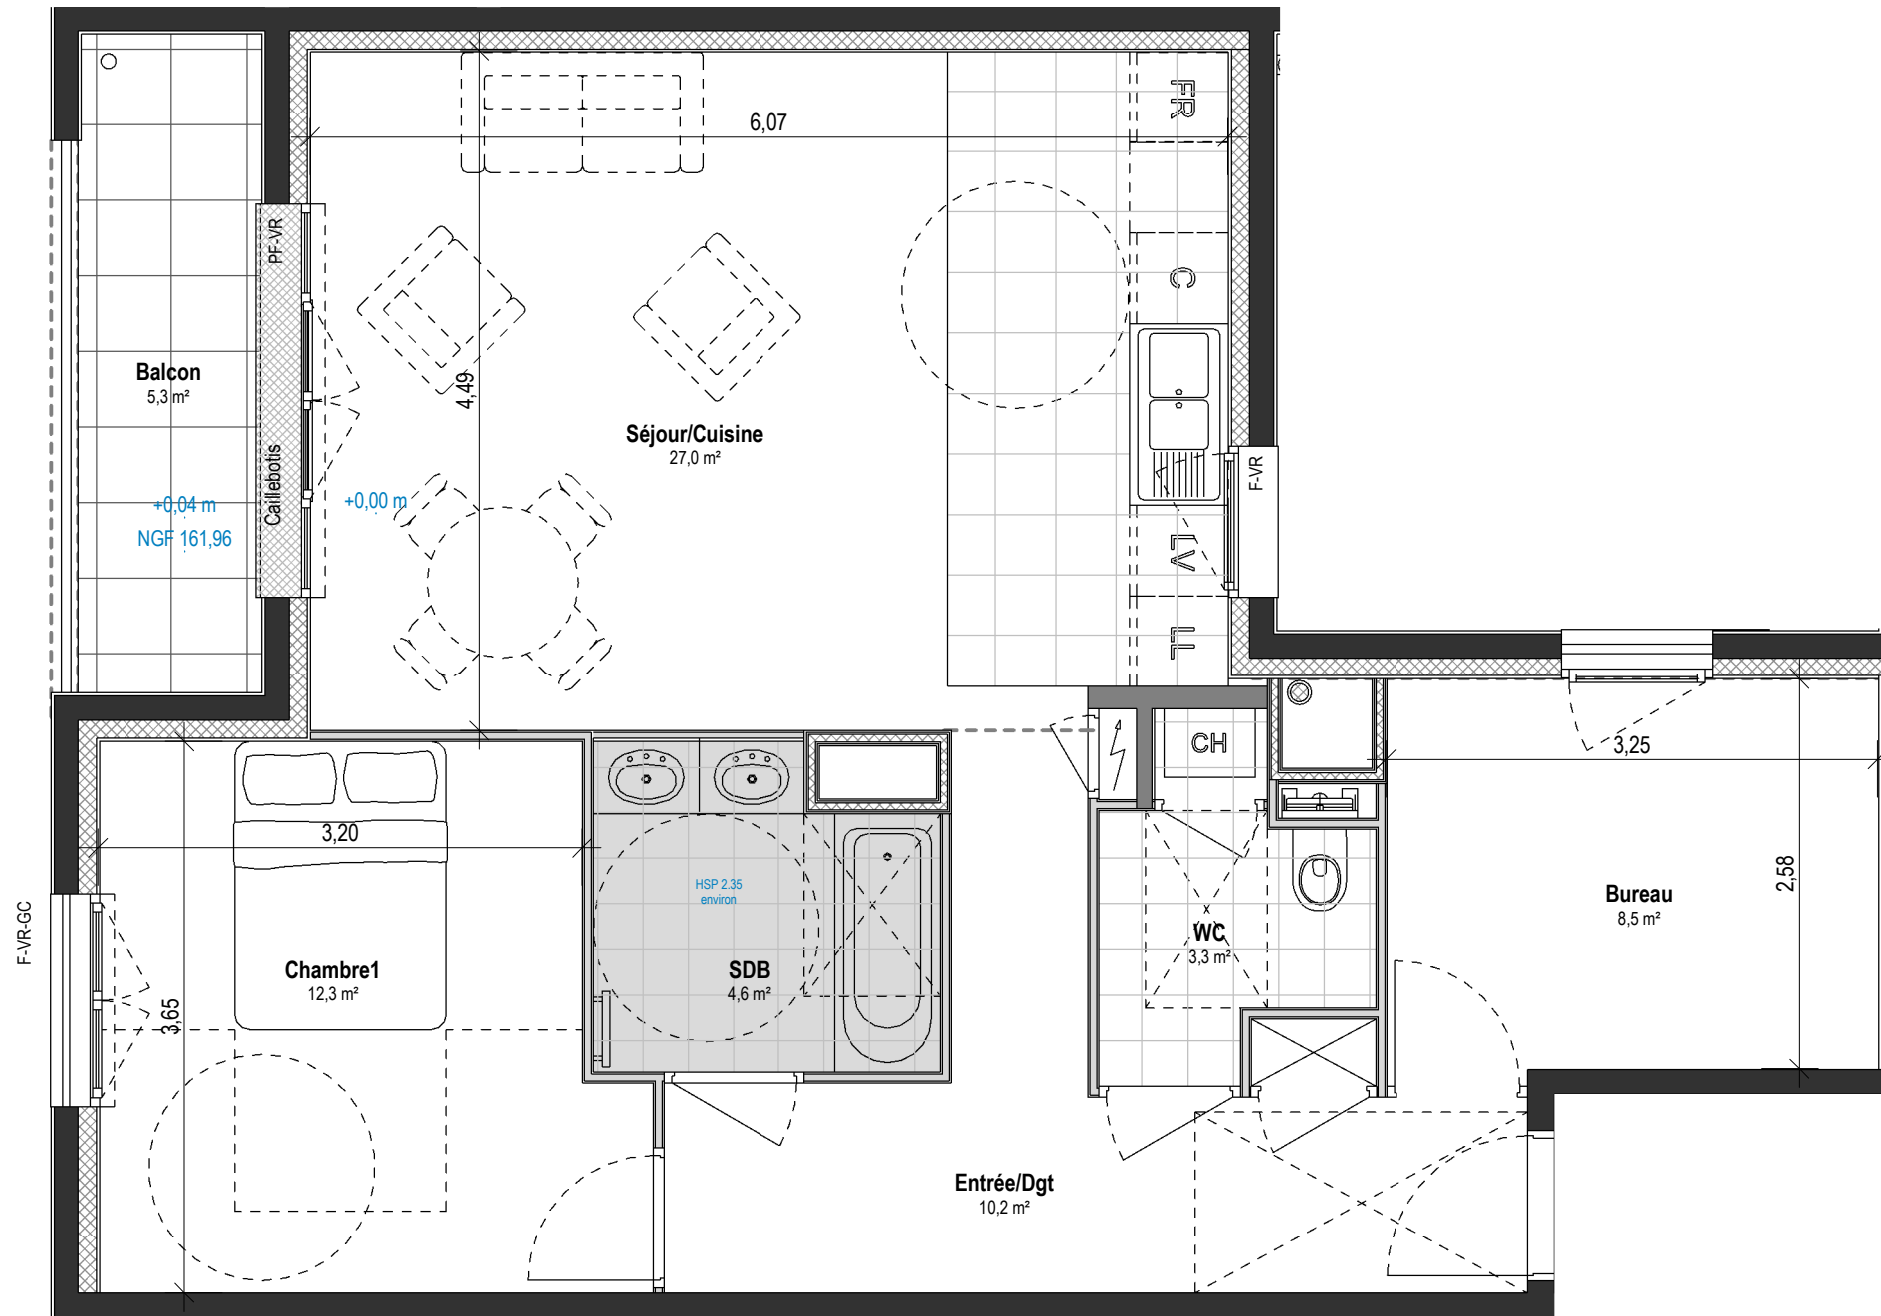 6,07
FR
PF-VR
C
Balcon
5,3 m²
4,49
Séjour/Cuisine
27,0 m²
Caillebotis
F-VR
+0,04 m
NGF 161,96
+0,00 m
LV
LL
CH
3,25
3,20
2,58
HSP 2.35
environ
Bureau
8,5 m²
F-VR-GC
WC
3,3 m²
Chambre1
12,3 m²
SDB
4,6 m²
3,65
Entrée/Dgt
10,2 m²